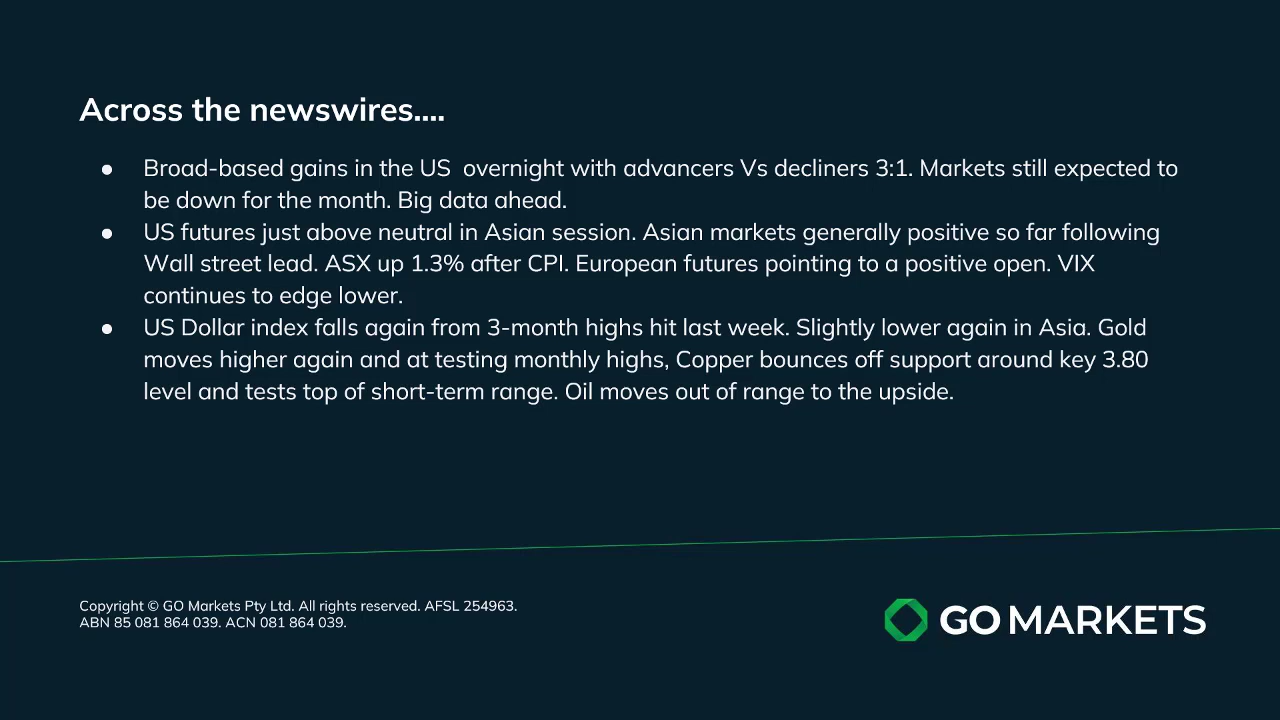 Across the newswires....
● Broad-based gains in the US  overnight with advancers Vs decliners 3:1. Markets still expected to
be down for the month. Big data ahead.
● US futures just above neutral in Asian session. Asian markets generally positive so far following
Wall street lead. ASX up 1.3% after CPI. European futures pointing to a positive open. VIX
continues to edge lower.
● US Dollar index falls again from 3-month highs hit last week. Slightly lower again in Asia. Gold
moves higher again and at testing monthly highs, Copper bounces off support around key 3.80
level and tests top of short-term range. Oil moves out of range to the upside.
Copyright © GO Markets Pty Ltd. All rights reserved. AFSL 254963.
ABN 85 081 864 039. ACN 081 864 039.
GO MARKETS